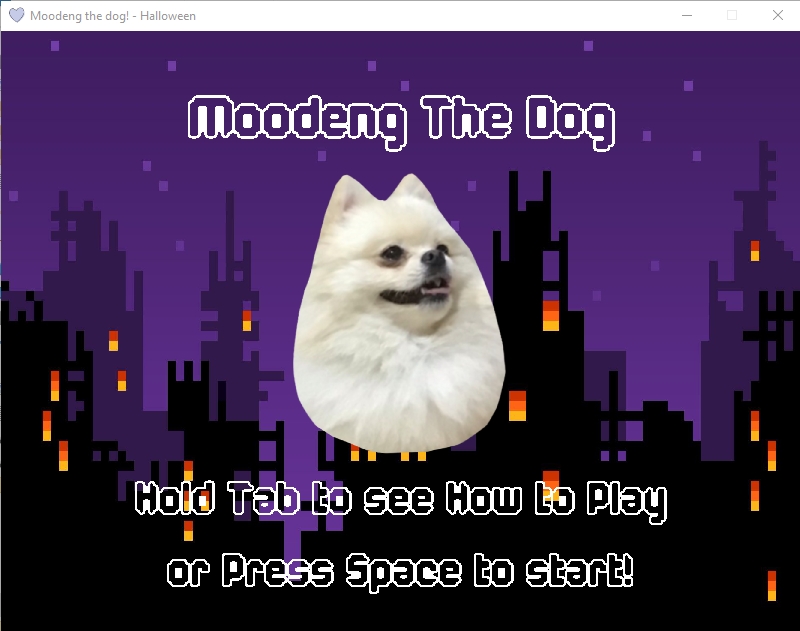 Moodeng the dog! - Halloween
Moodeng The Dog
Hold Tab to see How to Play
or Press Space to start!